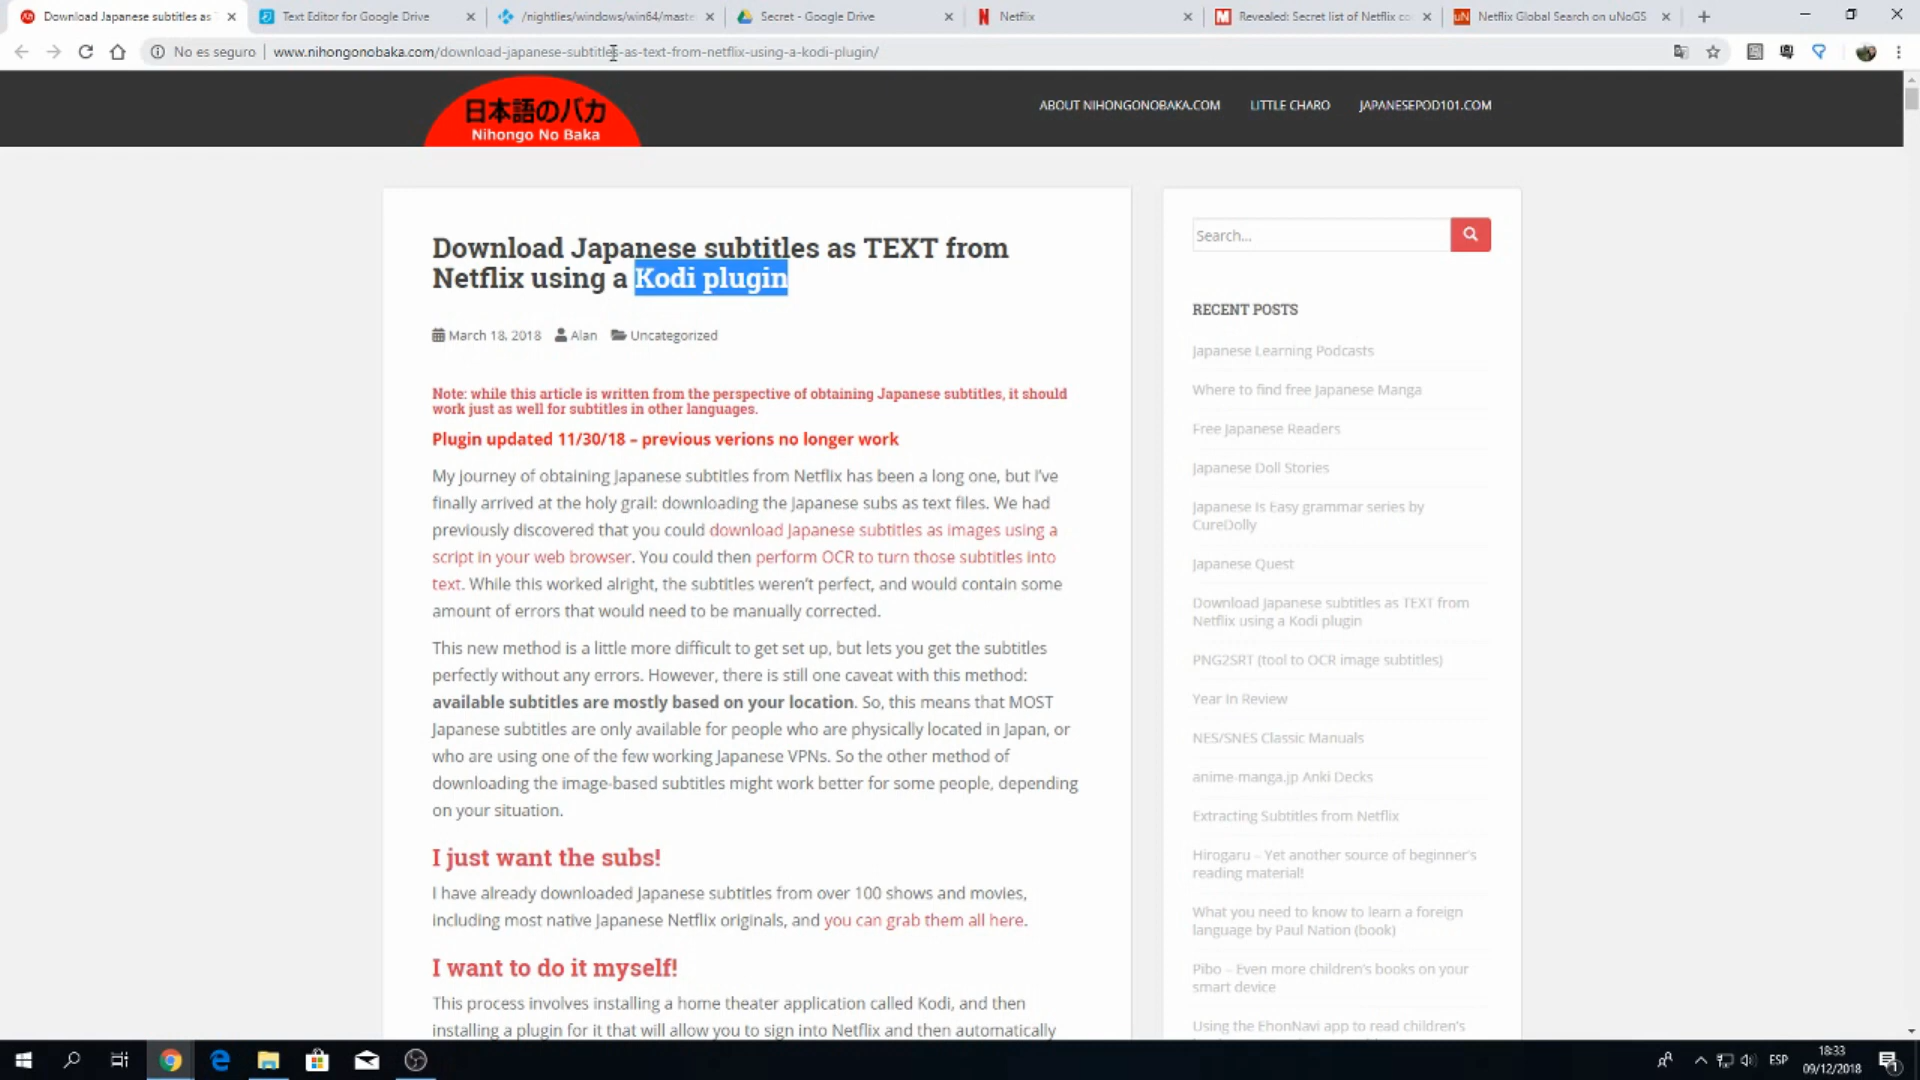 Download Japanese subtitles as
Text Editor for Google Drive
/nightlies/windows/win64/maste
Secret - Google Drive
Netflix
Revealed: Secret list of Netflix co
Netflix Global Search on uNoGS
No es seguro
www.nihongonobaka.com/download-japanese-subtitles-as-text-from-netflix-using-a-kodi-plugin/
日本語のバカ
Nihongo No Baka
ABOUT NIHONGONOBAKA.COM
LITTLE CHARO
JAPANESEPOD101.COM
Download Japanese subtitles as TEXT from
Netflix using a Kodi plugin
March 18, 2018
Alan
Uncategorized
Note: while this article is written from the perspective of obtaining Japanese subtitles, it should
work just as well for subtitles in other languages.
Plugin updated 11/30/18 – previous verions no longer work
My journey of obtaining Japanese subtitles from Netflix has been a long one, but I've
finally arrived at the holy grail: downloading the Japanese subs as text files. We had
previously discovered that you could download Japanese subtitles as images using a
script in your web browser. You could then perform OCR to turn those subtitles into
text. While this worked alright, the subtitles weren't perfect, and would contain some
amount of errors that would need to be manually corrected.
This new method is a little more difficult to get set up, but lets you get the subtitles
perfectly without any errors. However, there is still one caveat with this method:
available subtitles are mostly based on your location. So, this means that MOST
Japanese subtitles are only available for people who are physically located in Japan, or
who are using one of the few working Japanese VPNs. So the other method of
downloading the image-based subtitles might work better for some people, depending
on your situation.
I just want the subs!
I have already downloaded Japanese subtitles from over 100 shows and movies,
including most native Japanese Netflix originals, and you can grab them all here.
I want to do it myself!
This process involves installing a home theater application called Kodi, and then
installing a plugin for it that will allow you to sign into Netflix and then automatically
Search...
RECENT POSTS
Japanese Learning Podcasts
Where to find free Japanese Manga
Free Japanese Readers
Japanese Doll Stories
Japanese Is Easy grammar series by
CureDolly
Japanese Quest
Download Japanese subtitles as TEXT from
Netflix using a Kodi plugin
PNG2SRT (tool to OCR image subtitles)
Year In Review
NES/SNES Classic Manuals
anime-manga.jp Anki Decks
Extracting Subtitles from Netflix
Hirogaru – Yet another source of beginner's
reading material!
What you need to know to learn a foreign
language by Paul Nation (book)
Pibo – Even more children's books on your
smart device
Using the EhonNavi app to read children's
ESP
18:33
09/12/2018
1